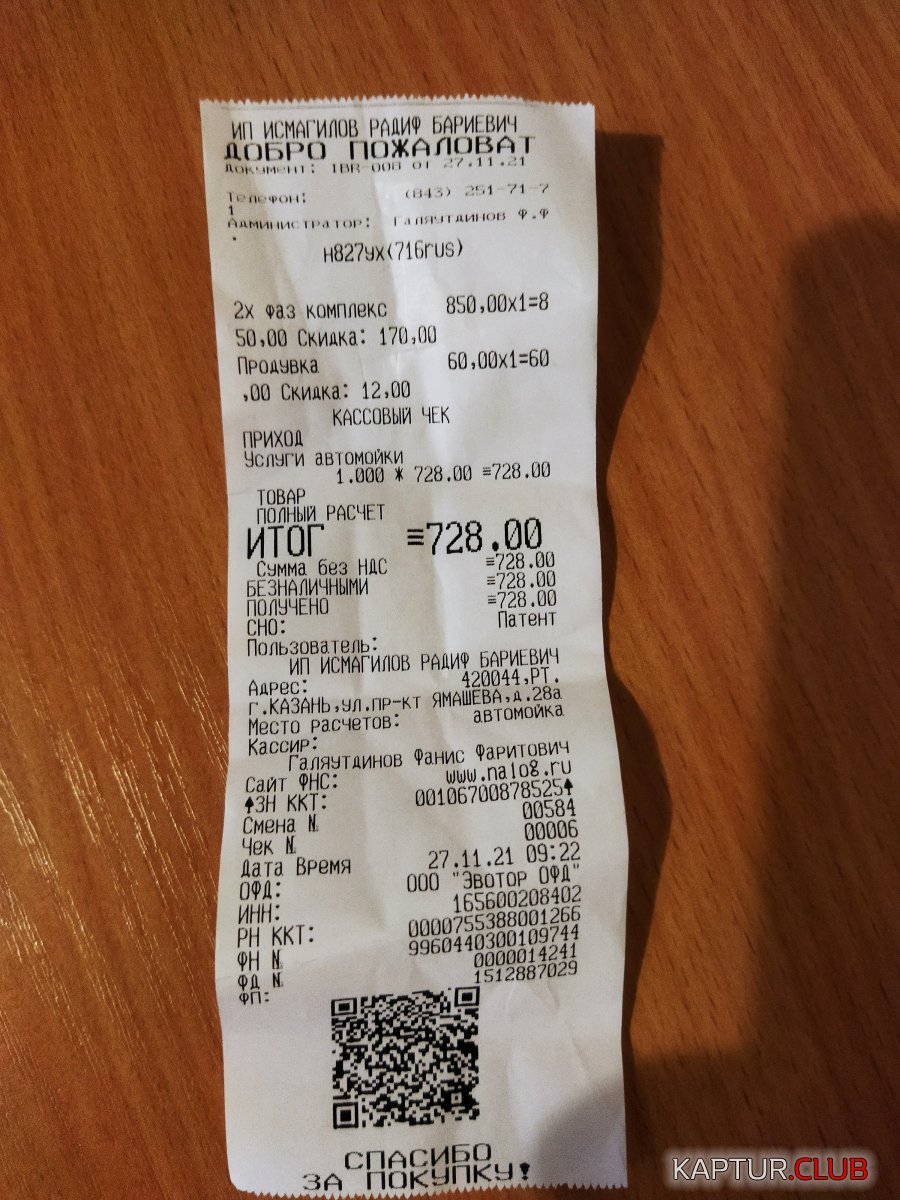 ИП ИСМАГИЛОВ РАДИФ БАРИЕВИЧ
ДОБРО ПОЖАЛОВАТ
Документ: IBR-008 от 27.11.21
Телефон: (843) 251-71-7
1
Администратор: Галяутдинов Ф.Ф
.
н827ух(716rus)
2х фаз комплекс 850,00x1=8
50,00 Скидка: 170,00
Продувка 60,00x1=60
,00 Скидка: 12,00
КАССОВЫЙ ЧЕК
ПРИХОД
Услуги автомойки
1.000 * 728.00 ≡728.00
ТОВАР
ПОЛНЫЙ РАСЧЕТ
ИТОГ ≡728.00
Сумма без НДС ≡728.00
БЕЗНАЛИЧНЫМИ ≡728.00
ПОЛУЧЕНО ≡728.00
СНО: Патент
Пользователь:
ИП ИСМАГИЛОВ РАДИФ БАРИЕВИЧ
Адрес: 420044,РТ.
г.КАЗАНЬ,ул.пр-кт ЯМАШЕВА,д.28а
Место расчетов: автомойка
Кассир:
Галяутдинов Фанис Фаритович
Сайт ФНС: www.nalog.ru
ЗН ККТ: 00106700878525
Смена № 00584
Чек № 00006
Дата Время 27.11.21 09:22
ОФД: ООО "Эвотор ОФД"
ИНН: 165600208402
РН ККТ: 0000755388001266
ФН № 9960440300109744
ФД № 0000014241
ФП: 1512887029
СПАСИБО
ЗА ПОКУПКУ!
KAPTUR.CLUB